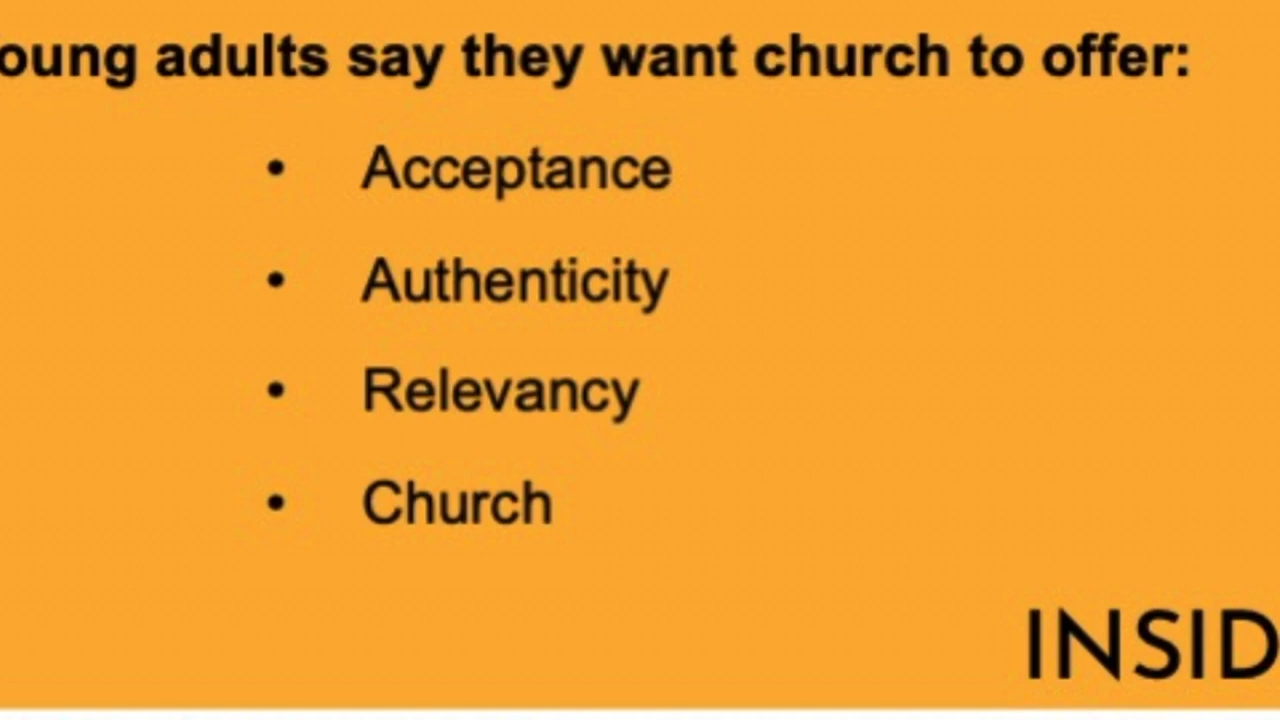 oung adults say they want church to offer:
• Acceptance
• Authenticity
• Relevancy
• Church
INSID